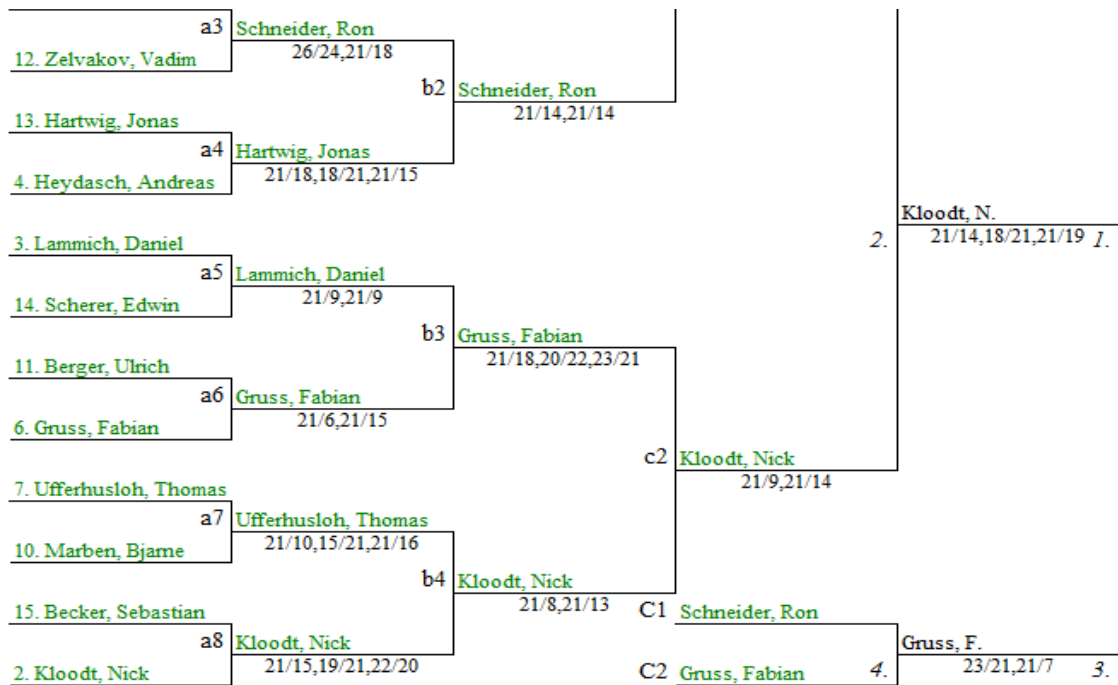 a3 Schneider, Ron
12. Zelvakov, Vadim
26/24,21/18
b2 Schneider, Ron
21/14,21/14
13. Hartwig, Jonas
a4 Hartwig, Jonas
21/18,18/21,21/15
4. Heydasch, Andreas
Kloodt, N.
2. 21/14,18/21,21/19 1.
3. Lammich, Daniel
a5 Lammich, Daniel
21/9,21/9
14. Scherer, Edwin
b3 Gruss, Fabian
21/18,20/22,23/21
11. Berger, Ulrich
a6 Gruss, Fabian
21/6,21/15
6. Gruss, Fabian
c2 Kloodt, Nick
21/9,21/14
7. Ufferhusloh, Thomas
a7 Ufferhusloh, Thomas
21/10,15/21,21/16
10. Marben, Bjarne
b4 Kloodt, Nick
21/8,21/13
15. Becker, Sebastian
C1 Schneider, Ron
a8 Kloodt, Nick
21/15,19/21,22/20
2. Kloodt, Nick
Gruss, F.
23/21,21/7 3.
C2 Gruss, Fabian 4.